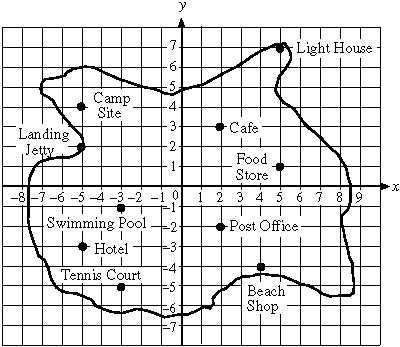 y
7
Light House
6
5
Camp
Site
4
3
Cafe
Landing
Jetty
2
Food
Store
1
-8 -7 -6 -5 -4 -3 -2 -1 0 1 2 3 4 5 6 7 8 9 x
-1
Swimming Pool
-2
Post Office
Hotel
-3
-4
Tennis Court
-5
Beach
Shop
-6
-7